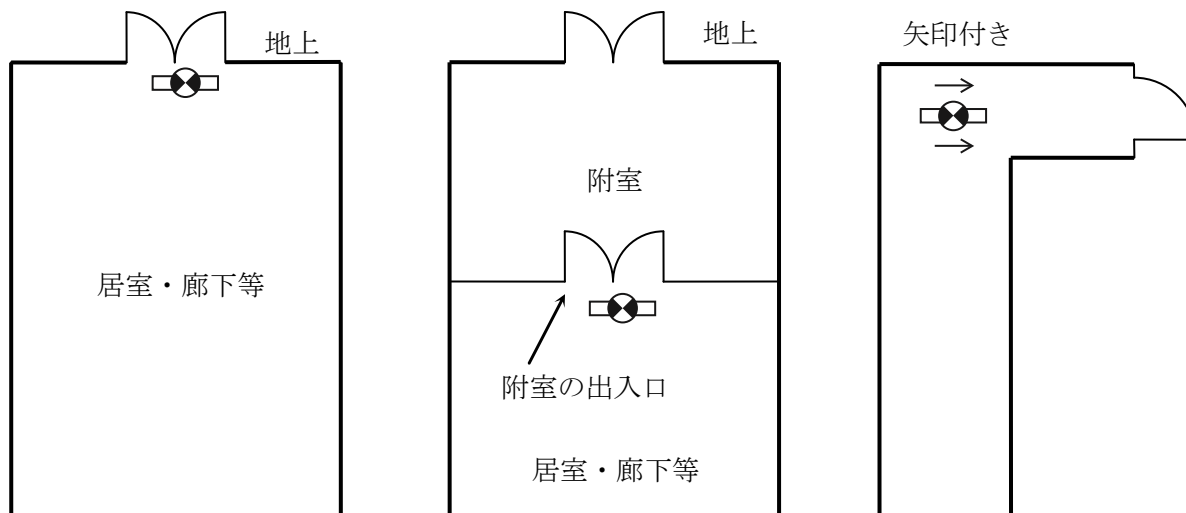 地上
居室・廊下等
地上
附室
附室の出入口
居室・廊下等
矢印付き